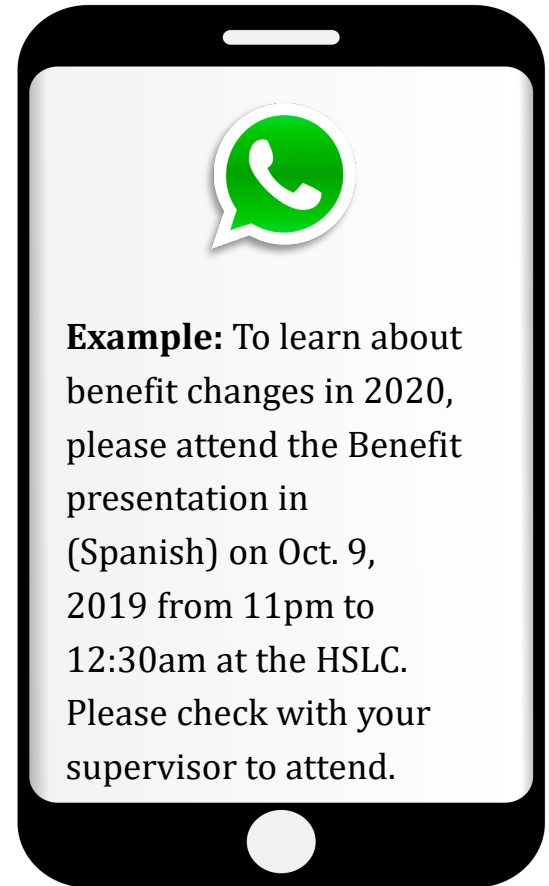 Example: To learn about
benefit changes in 2020,
please attend the Benefit
presentation in
(Spanish) on Oct. 9,
2019 from 11pm to
12:30am at the HSLC.
Please check with your
supervisor to attend.